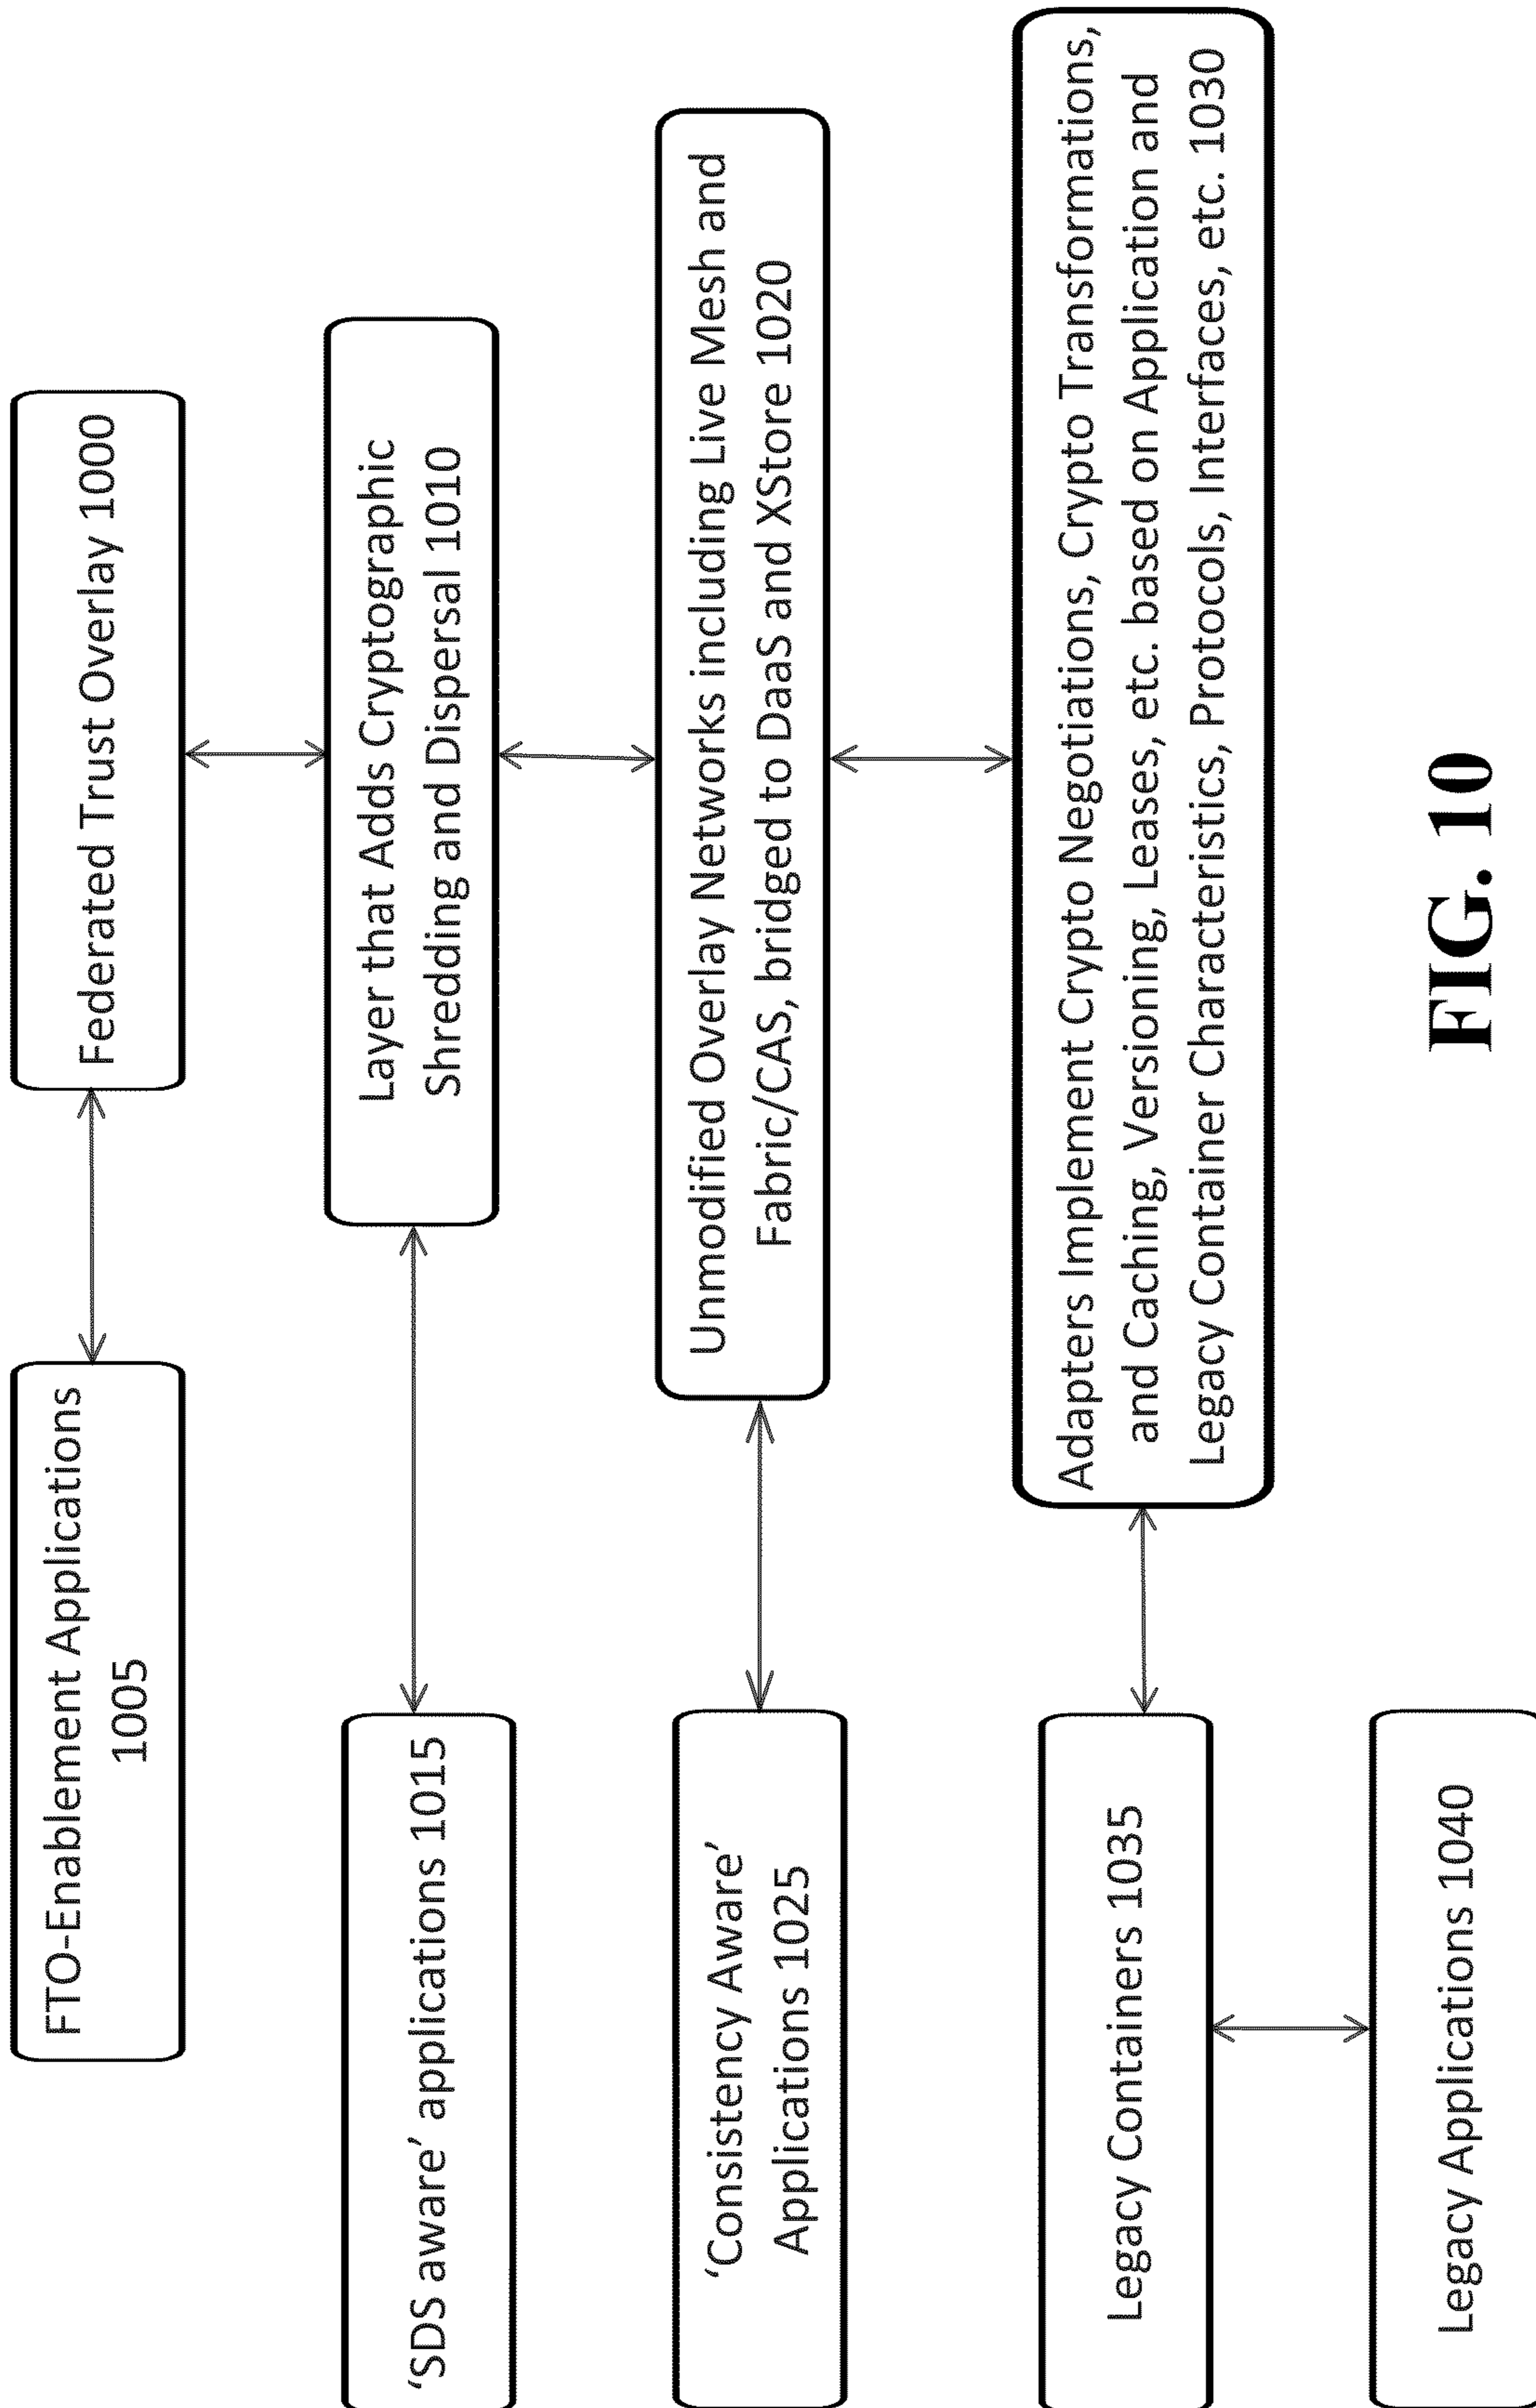 FTO-Enablement Applications
1005
Federated Trust Overlay 1000
‘SDS aware’ applications 1015
Layer that Adds Cryptographic
Shredding and Dispersal 1010
‘Consistency Aware’
Applications 1025
Unmodified Overlay Networks including Live Mesh and
Fabric/CAS, bridged to DaaS and XStore 1020
Legacy Containers 1035
Adapters Implement Crypto Negotiations, Crypto Transformations,
and Caching, Versioning, Leases, etc. based on Application and
Legacy Container Characteristics, Protocols, Interfaces, etc. 1030
Legacy Applications 1040
FIG. 10